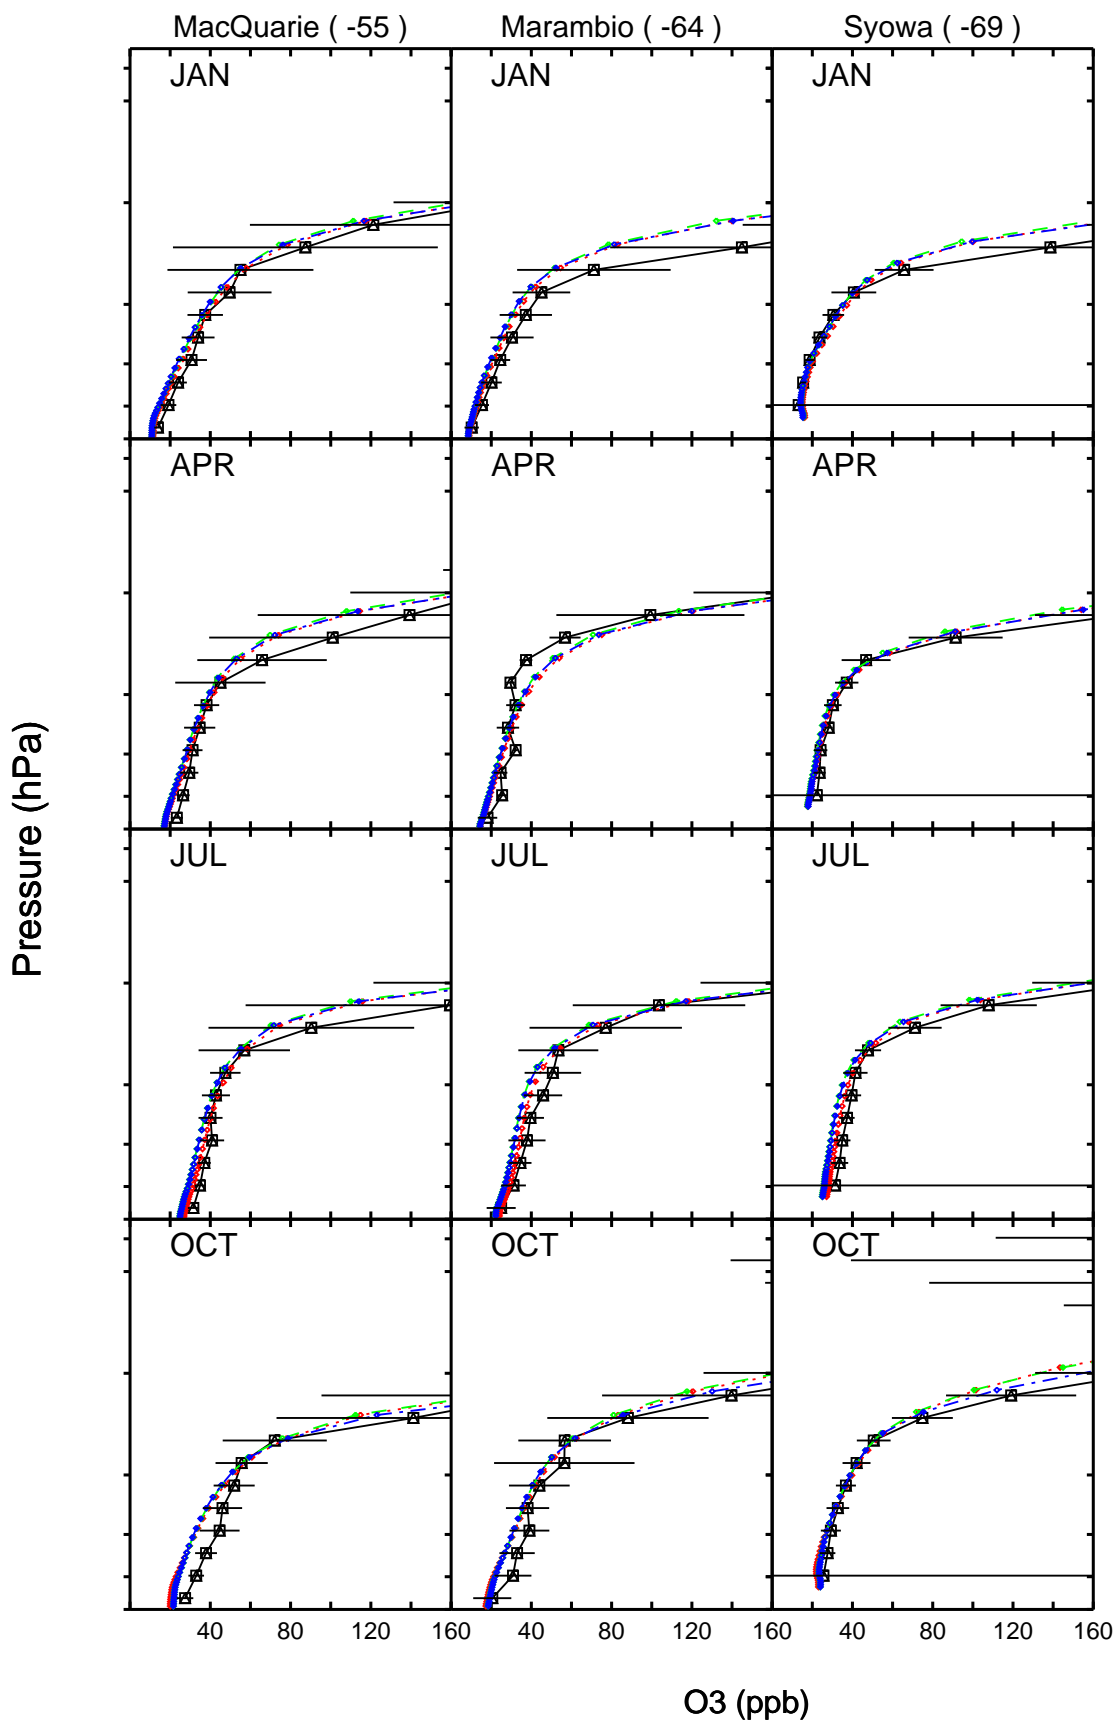 MacQuarie ( -55 ) Marambio ( -64 ) Syowa ( -69 )
JAN JAN JAN
APR APR APR
JUL JUL JUL
OCT OCT OCT
Pressure (hPa)
40 80 120 160 40 80 120 160 40 80 120 160
O3 (ppb)